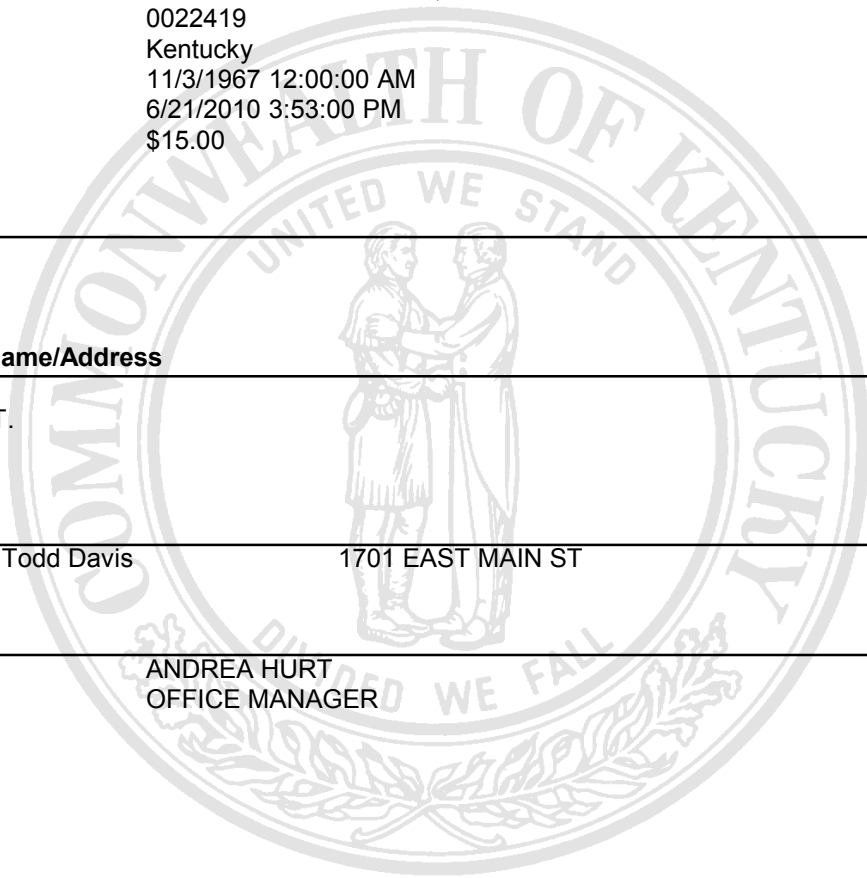 0022419
Kentucky
11/3/1967 12:00:00 AM
6/21/2010 3:53:00 PM
$15.00
ame/Address
T.
Todd Davis 1701 EAST MAIN ST
ANDREA HURT
OFFICE MANAGER
COMMONWEALTH OF KENTUCKY
UNITED WE STAND
DIVIDED WE FALL